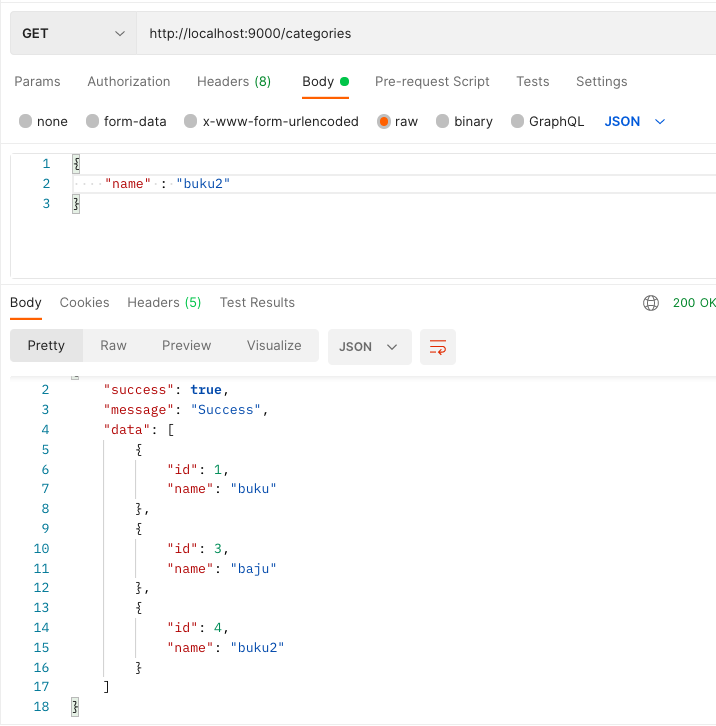 GET http://localhost:9000/categories
Params Authorization Headers (8) Body Pre-request Script Tests Settings
none form-data x-www-form-urlencoded raw binary GraphQL JSON
1 {
2 "name" : "buku2"
3 }
Body Cookies Headers (5) Test Results 200 OK
Pretty Raw Preview Visualize JSON
2 "success": true,
3 "message": "Success",
4 "data": [
5 {
6 "id": 1,
7 "name": "buku"
8 },
9 {
10 "id": 3,
11 "name": "baju"
12 },
13 {
14 "id": 4,
15 "name": "buku2"
16 }
17 ]
18 }